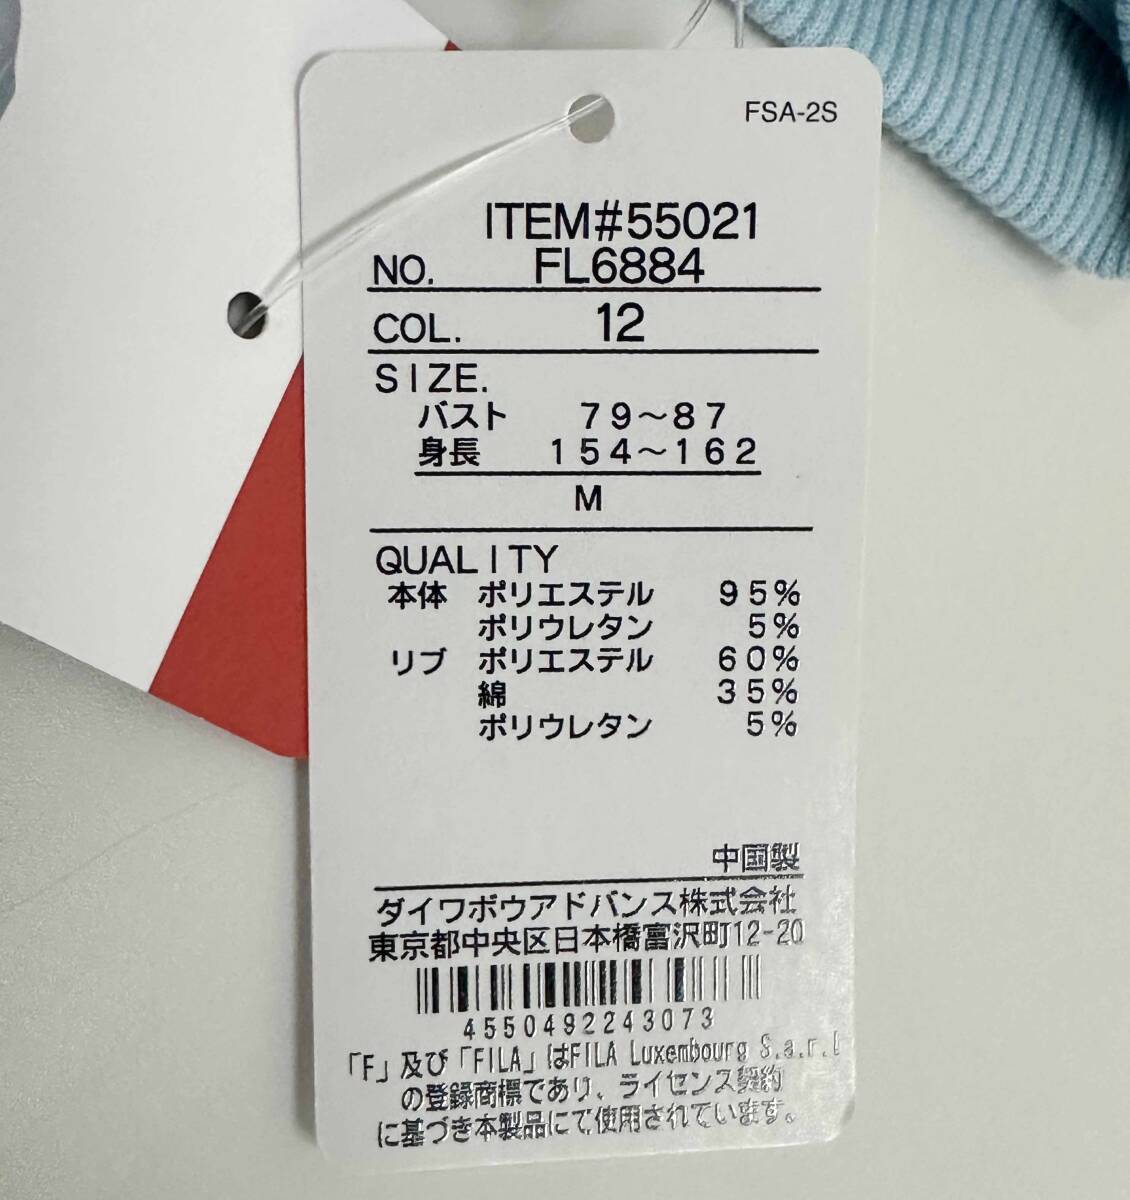 FSA-2S
ITEM#55021
NO. FL6884
COL. 12
SIZE.
バスト 79～87
身長 154～162
M
QUALITY
本体 ポリエステル 95%
ポリウレタン 5%
リブ ポリエステル 60%
綿 35%
ポリウレタン 5%
中国製
ダイワボウアドバンス株式会社
東京都中央区日本橋富沢町12-20
4550492243073
「F」及び「FILA」はFILA Luxembourg S.a.r.l
の登録商標であり、ライセンス契約
に基づき本製品にて使用されています。